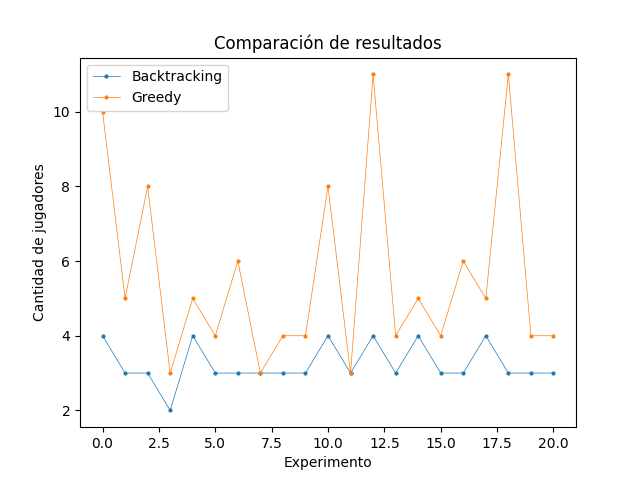 Comparación de resultados
Backtracking
Greedy
Cantidad de jugadores
10
8
6
4
2
0.0 2.5 5.0 7.5 10.0 12.5 15.0 17.5 20.0
Experimento